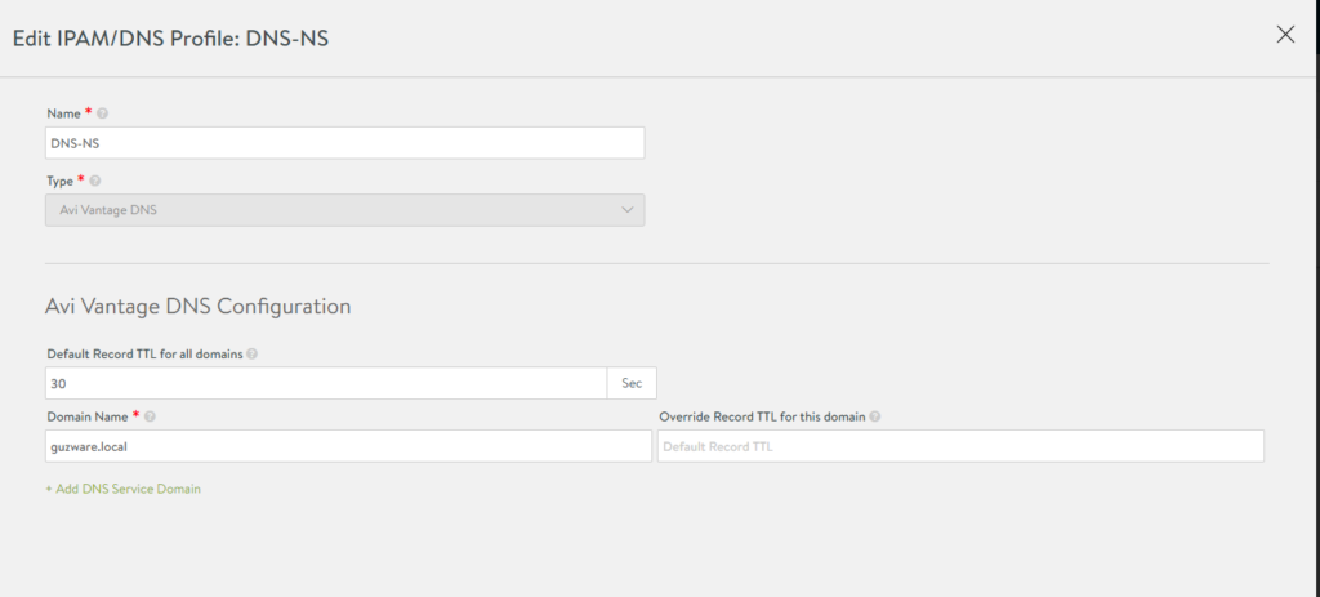 Edit IPAM/DNS Profile: DNS-NS
Name *
DNS-NS
Type *
Avi Vantage DNS
Avi Vantage DNS Configuration
Default Record TTL for all domains
30 Sec
Domain Name * Override Record TTL for this domain
guzware.local Default Record TTL
+ Add DNS Service Domain